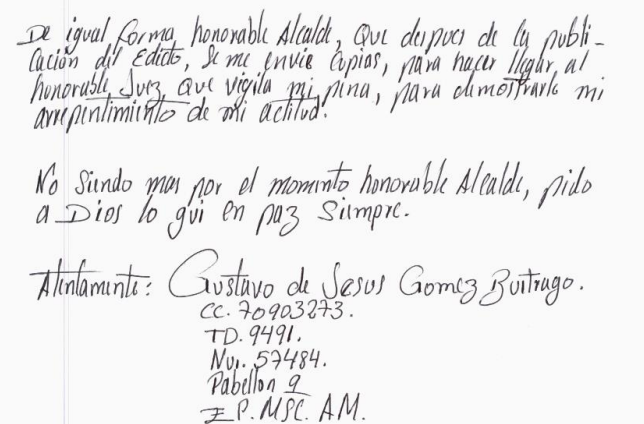 De igual forma, honorable Alcalde, Que despues de la publi-
cación del Edicto, Se me envie Copias, para hacer llegar, al
honorable, Juez, Que vigila mi pena, para demostrarle mi
arrepentimiento de mi actitud.
No Siendo mas por el momento honorable Alcalde, pido
a Dios lo gui en paz Siempre.
Atentamente: Gustavo de Jesus Gomez Buitrago.
CC. 70903273.
TD. 9491.
Nui. 57484.
Pabellon 9
E P. MSC. AM.